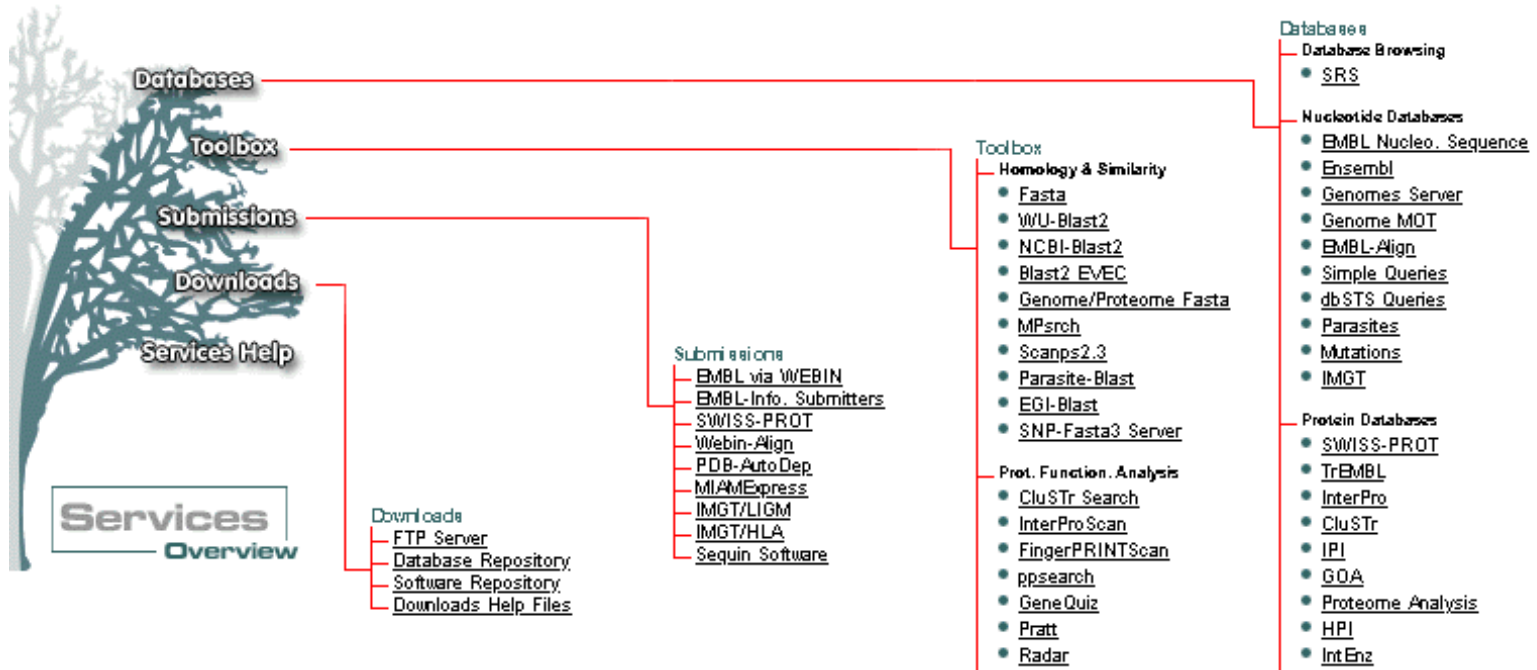 Databases
Toolbox
Submissions
Downloads
Services Help
Services
Overview
Downloads
FTP Server
Database Repository
Software Repository
Downloads Help Files
Submissions
EMBL via WEBIN
EMBL-Info. Submitters
SWISS-PROT
Webin-Align
PDB-AutoDep
MIAMExpress
IMGT/LIGM
IMGT/HLA
Sequin Software
Toolbox
Homology & Similarity
Fasta
WU-Blast2
NCBI-Blast2
Blast2 EVEC
Genome/Proteome Fasta
MPsrch
Scanps2.3
Parasite-Blast
EGI-Blast
SNP-Fasta3 Server
Prot. Function. Analysis
CluSTr Search
InterProScan
FingerPRINTScan
ppsearch
GeneQuiz
Pratt
Radar
Databases
Database Browsing
SRS
Nucleotide Databases
EMBL Nucleo. Sequence
Ensembl
Genomes Server
Genome MOT
EMBL-Align
Simple Queries
dbSTS Queries
Parasites
Mutations
IMGT
Protein Databases
SWISS-PROT
TrEMBL
InterPro
CluSTr
IPI
GOA
Proteome Analysis
HPI
IntEnz